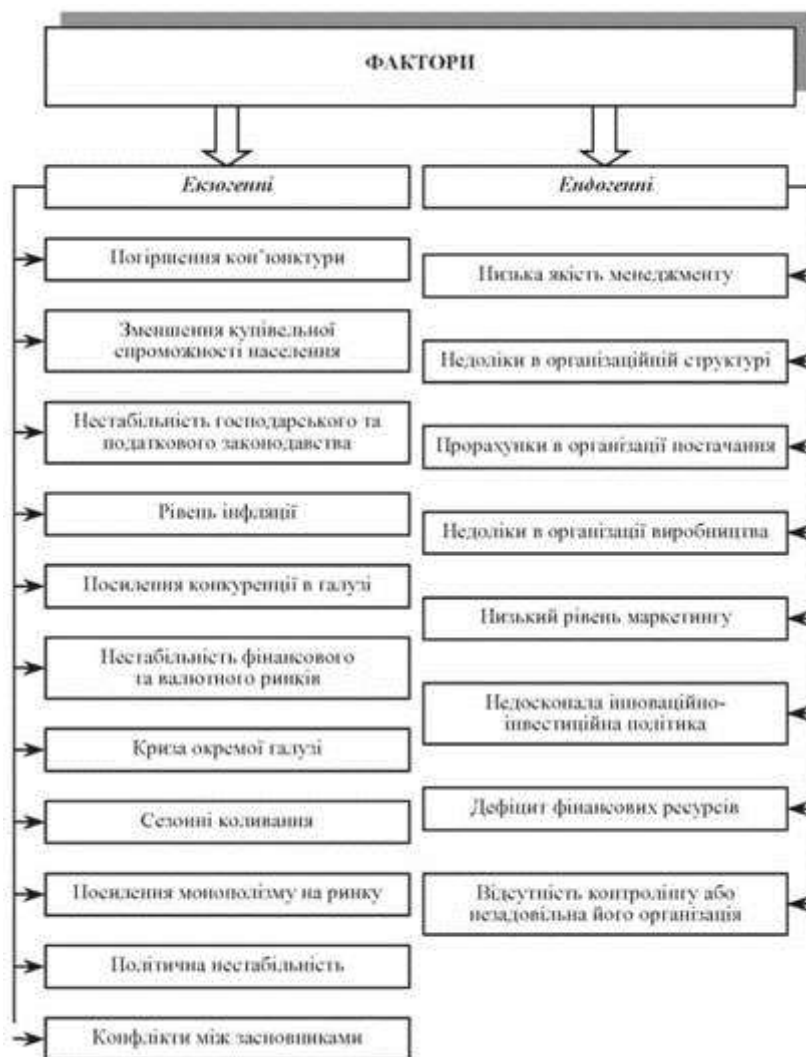 ФАКТОРИ
Екзогенні
Погіршення кон’юнктури
Зменшення купівельної
спроможності населення
Нестабільність господарського та
податкового законодавства
Рівень інфляції
Посилення конкуренції в галузі
Нестабільність фінансового
та валютного ринків
Криза окремої галузі
Сезонні коливання
Посилення монополізму на ринку
Політична нестабільність
Конфлікти між засновниками
Ендогенні
Низька якість менеджменту
Недоліки в організаційній структурі
Прорахунки в організації постачання
Недоліки в організації виробництва
Низький рівень маркетингу
Недосконала інноваційно-
інвестиційна політика
Дефіцит фінансових ресурсів
Відсутність контролінгу або
незадовільна його організація